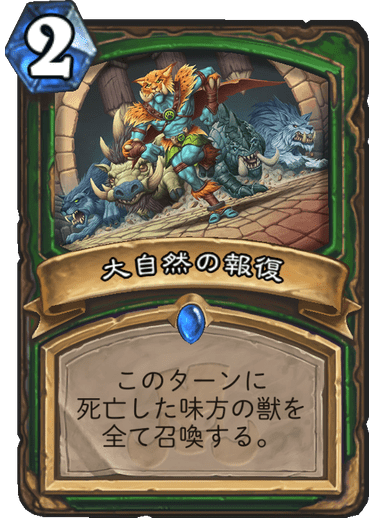 2
大自然の報復
このターンに
死亡した味方の獣を
全て召喚する。